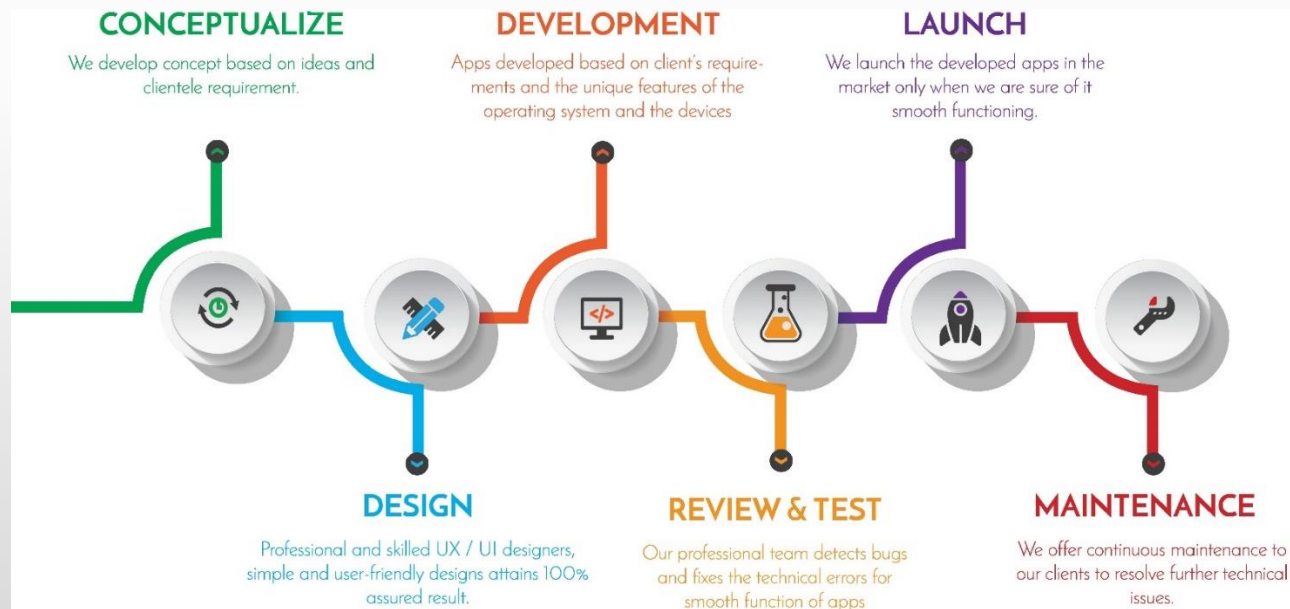 CONCEPTUALIZE
We develop concept based on ideas and
clientele requirement.
DEVELOPMENT
Apps developed based on client's require-
ments and the unique features of the
operating system and the devices
LAUNCH
We launch the developed apps in the
market only when we are sure of it
smooth functioning.
</>
DESIGN
Professional and skilled UX / UI designers,
simple and user-friendly designs attains 100%
assured result.
REVIEW & TEST
Our professional team detects bugs
and fixes the technical errors for
smooth function of apps
MAINTENANCE
We offer continuous maintenance to
our clients to resolve further technical
issues.